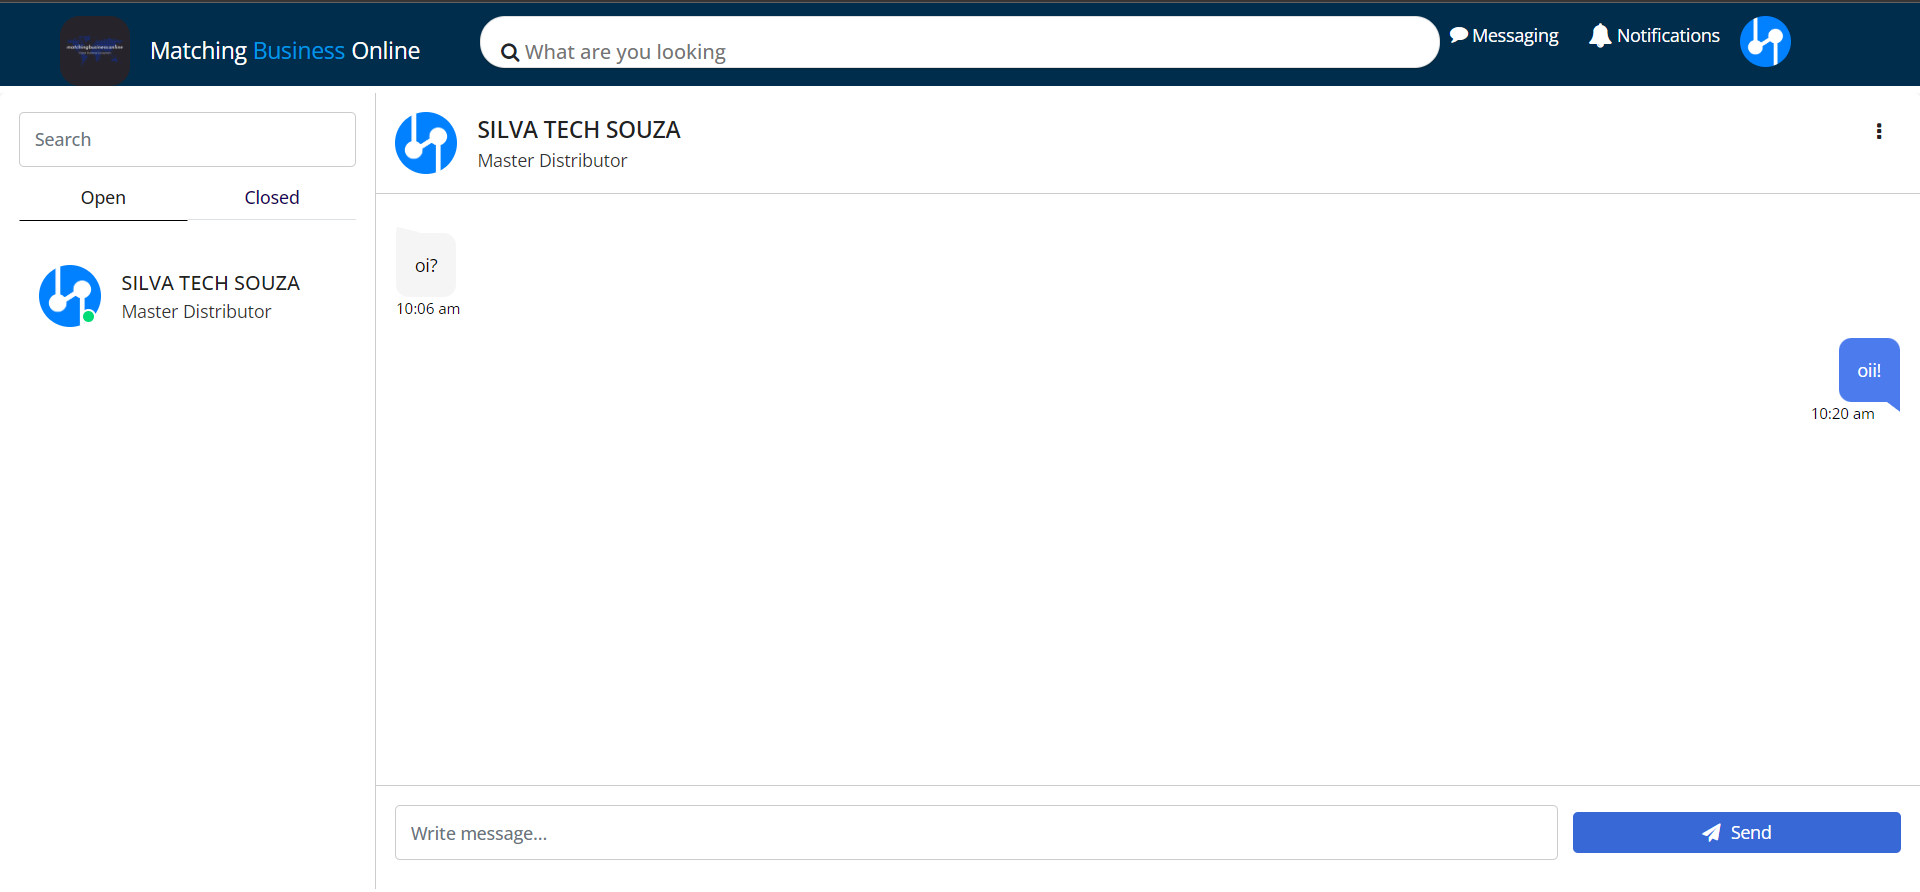 matchingbusiness.online
Matching Business Online
What are you looking
Messaging
Notifications
Search
Open
Closed
SILVA TECH SOUZA
Master Distributor
SILVA TECH SOUZA
Master Distributor
oi?
10:06 am
oii!
10:20 am
Write message...
Send